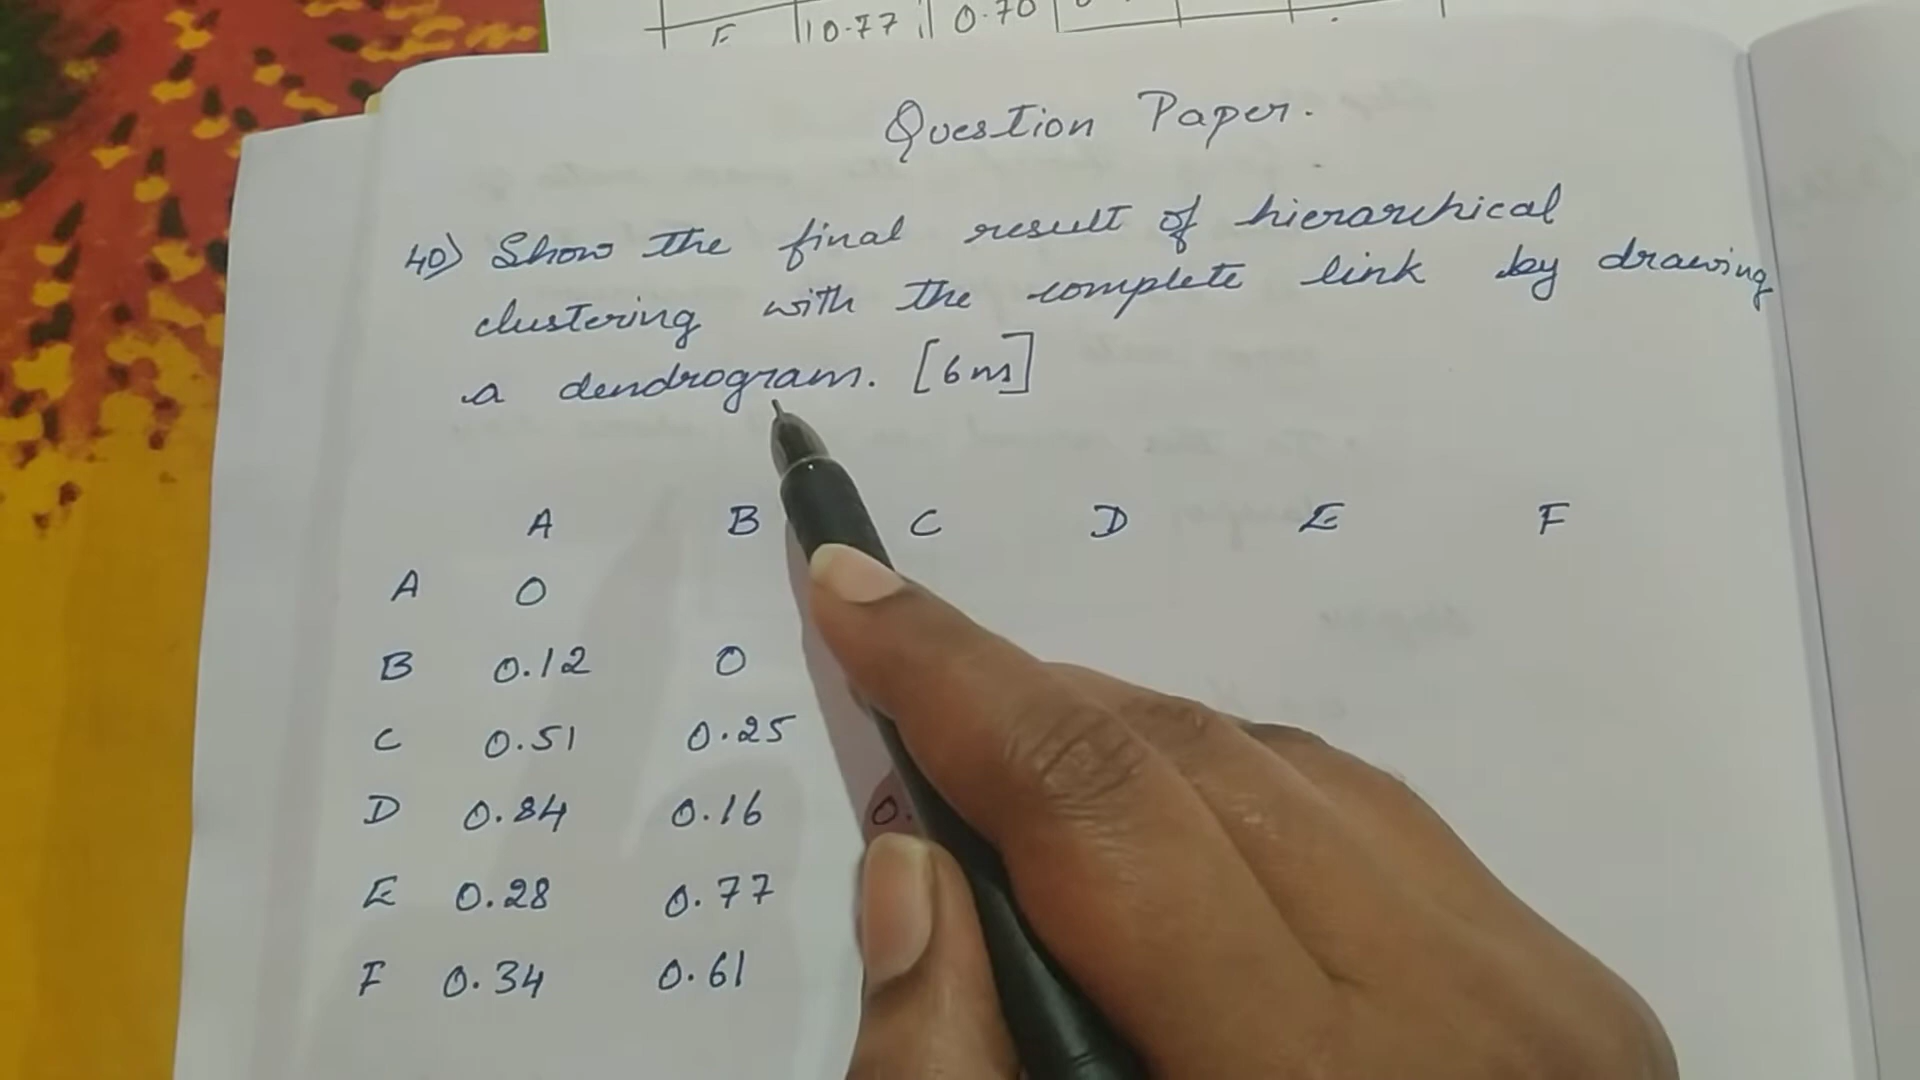 F 10.77 0.70
Question Paper.
40) Show the final result of hierarchical
clustering with the complete link by drawing
a dendrogram. [6m]
A B C D E F
A 0
B 0.12 0
C 0.51 0.25
D 0.84 0.16 0.
E 0.28 0.77
F 0.34 0.61